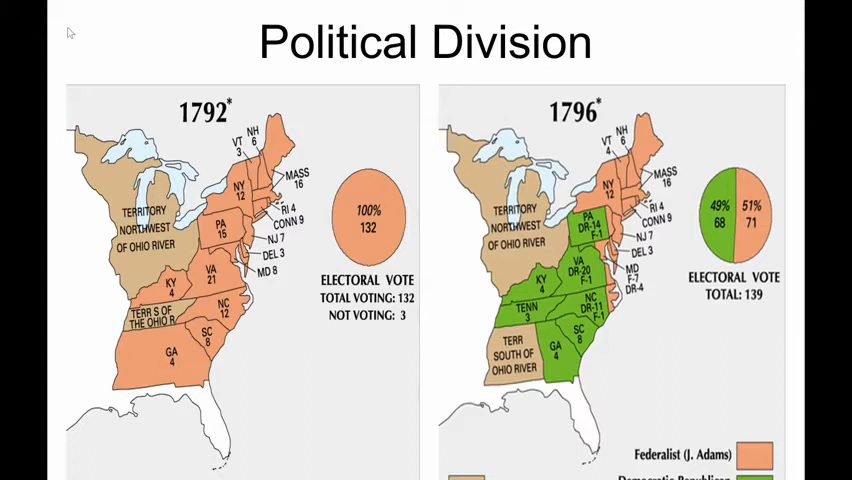 Political Division
1792*
NH
6
VT
3
MASS
16
NY
12
RI 4
CONN 9
TERRITORY
NORTHWEST
OF OHIO RIVER
PA
15
NJ 7
DEL 3
MD 8
VA
21
KY
4
NC
12
TERR S OF
THE OHIO R
SC
8
GA
4
100%
132
ELECTORAL VOTE
TOTAL VOTING: 132
NOT VOTING: 3
1796*
NH
6
VT
4
MASS
16
NY
12
RI 4
CONN 9
TERRITORY
NORTHWEST
OF OHIO RIVER
PA
DR-14
F-1
NJ 7
DEL 3
MD
F-7
DR-4
VA
DR-20
F-1
KY
4
NC
DR-11
F-1
TENN
3
SC
8
TERR
SOUTH OF
OHIO RIVER
GA
4
49%
68
51%
71
ELECTORAL VOTE
TOTAL: 139
Federalist (J. Adams)
Democratic Republican